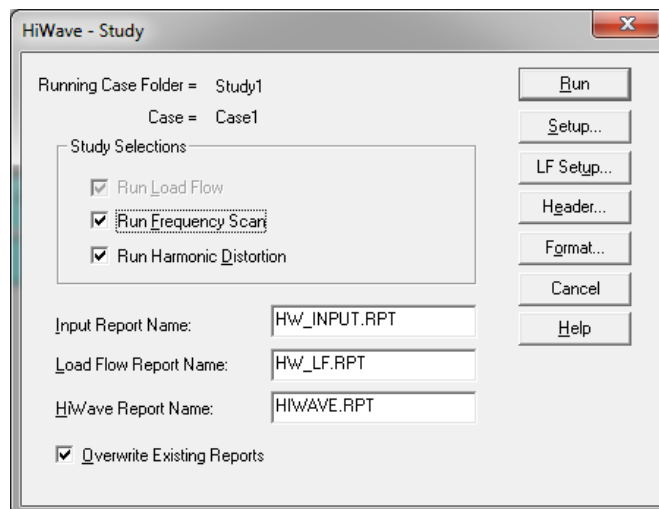 HiWave - Study
Running Case Folder = Study1
Case = Case1
Study Selections
Run Load Flow
Run Frequency Scan
Run Harmonic Distortion
Input Report Name: HW_INPUT.RPT
Load Flow Report Name: HW_LF.RPT
HiWave Report Name: HIWAVE.RPT
Overwrite Existing Reports
Run
Setup...
LF Setup...
Header...
Format...
Cancel
Help